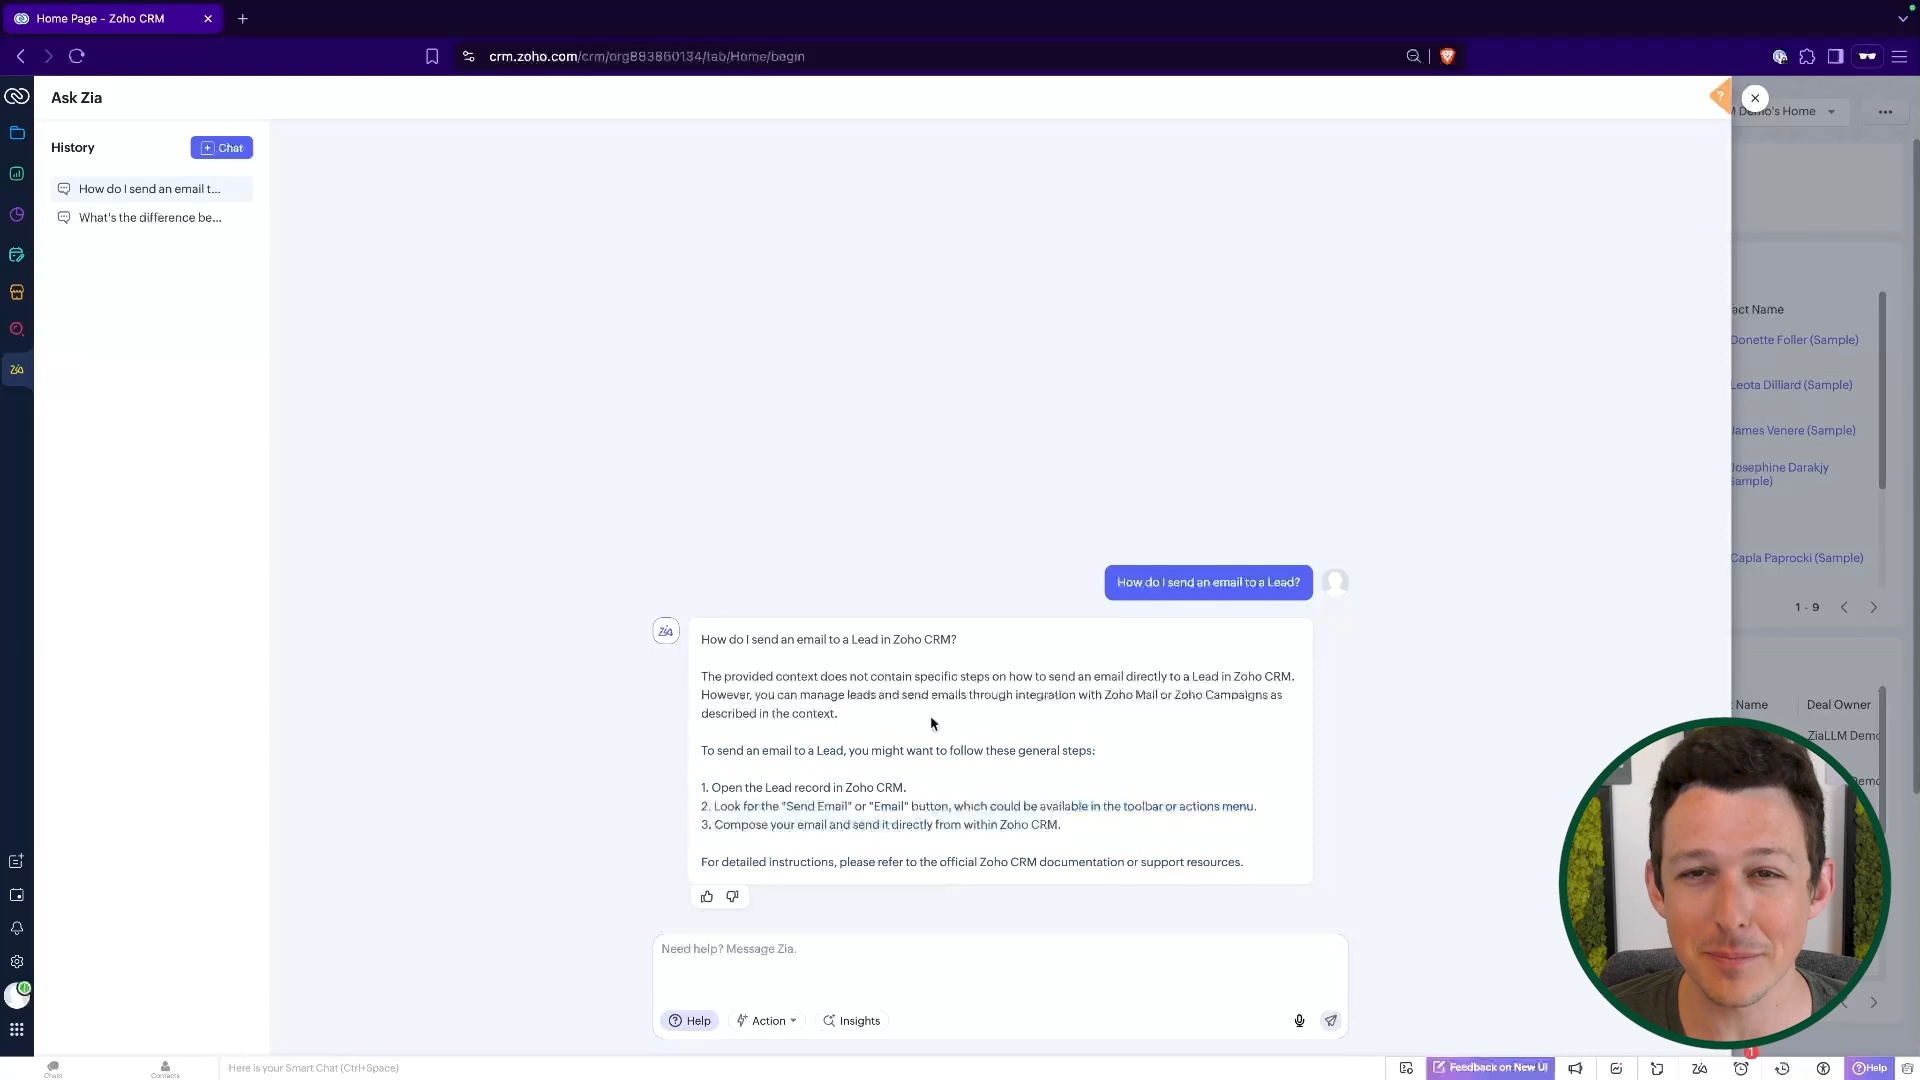 Home Page - Zoho CRM
crm.zoho.com/crm/org883860134/tab/Home/begin
Ask Zia
?
M Demo's Home
History
Chat
How do I send an email t...
What's the difference be...
act Name
Donette Foller (Sample)
Leota Dilliard (Sample)
James Venere (Sample)
Josephine Darakjy
Sample)
Capla Paprocki (Sample)
1 - 9
How do I send an email to a Lead?
Zia
How do I send an email to a Lead in Zoho CRM?
The provided context does not contain specific steps on how to send an email directly to a Lead in Zoho CRM.
However, you can manage leads and send emails through integration with Zoho Mail or Zoho Campaigns as
described in the context.
To send an email to a Lead, you might want to follow these general steps:
1. Open the Lead record in Zoho CRM.
2. Look for the "Send Email" or "Email" button, which could be available in the toolbar or actions menu.
3. Compose your email and send it directly from within Zoho CRM.
For detailed instructions, please refer to the official Zoho CRM documentation or support resources.
Name
Deal Owner
ZiaLLM Demo
Demo
Need help? Message Zia.
Help
Action
Insights
Chats
Contacts
Here is your Smart Chat (Ctrl+Space)
Feedback on New UI
1
Help